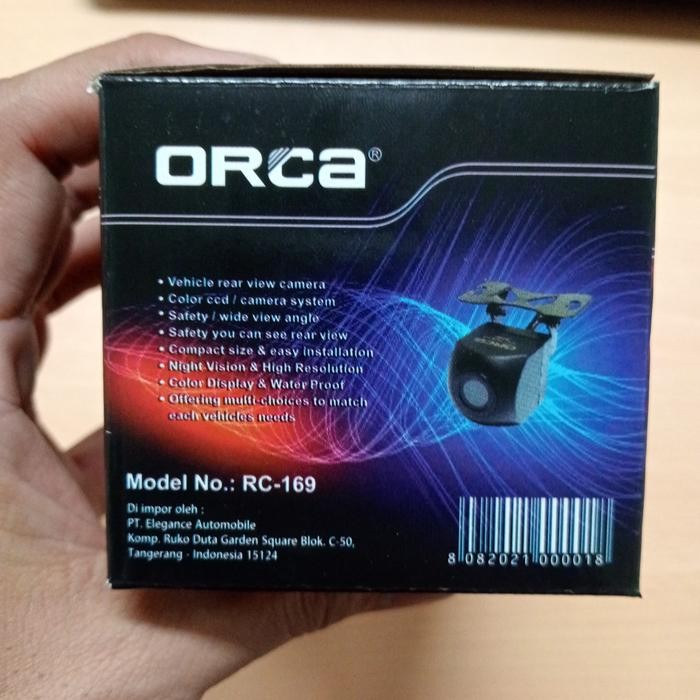 ORCa®
• Vehicle rear view camera
• Color ccd / camera system
• Safety / wide view angle
• Safety you can see rear view
• Compact size & easy installation
• Night Vision & High Resolution
• Color Display & Water Proof
• Offering multi-choices to match
each vehicles needs
Model No.: RC-169
Di impor oleh :
PT. Elegance Automobile
Komp. Ruko Duta Garden Square Blok. C-50,
Tangerang - Indonesia 15124
8 082021 000018